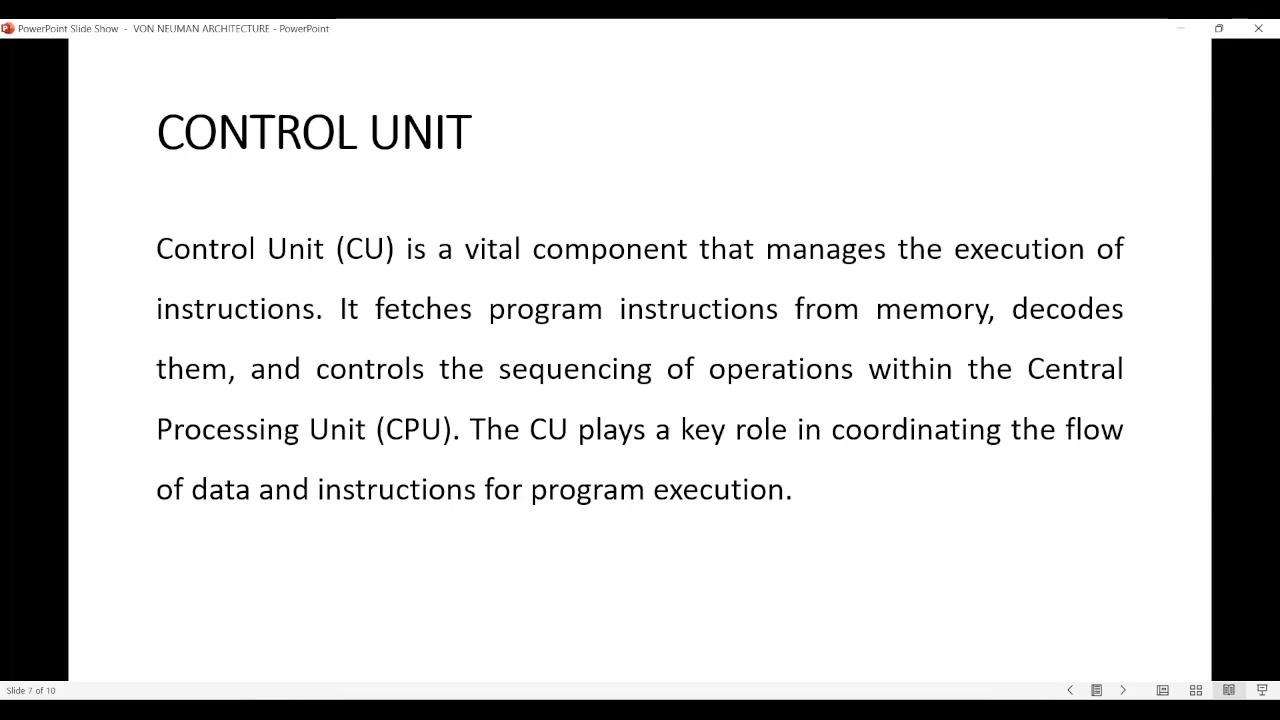 PowerPoint Slide Show - VON NEUMAN ARCHITECTURE - PowerPoint
CONTROL UNIT
Control Unit (CU) is a vital component that manages the execution of
instructions. It fetches program instructions from memory, decodes
them, and controls the sequencing of operations within the Central
Processing Unit (CPU). The CU plays a key role in coordinating the flow
of data and instructions for program execution.
Slide 7 of 10